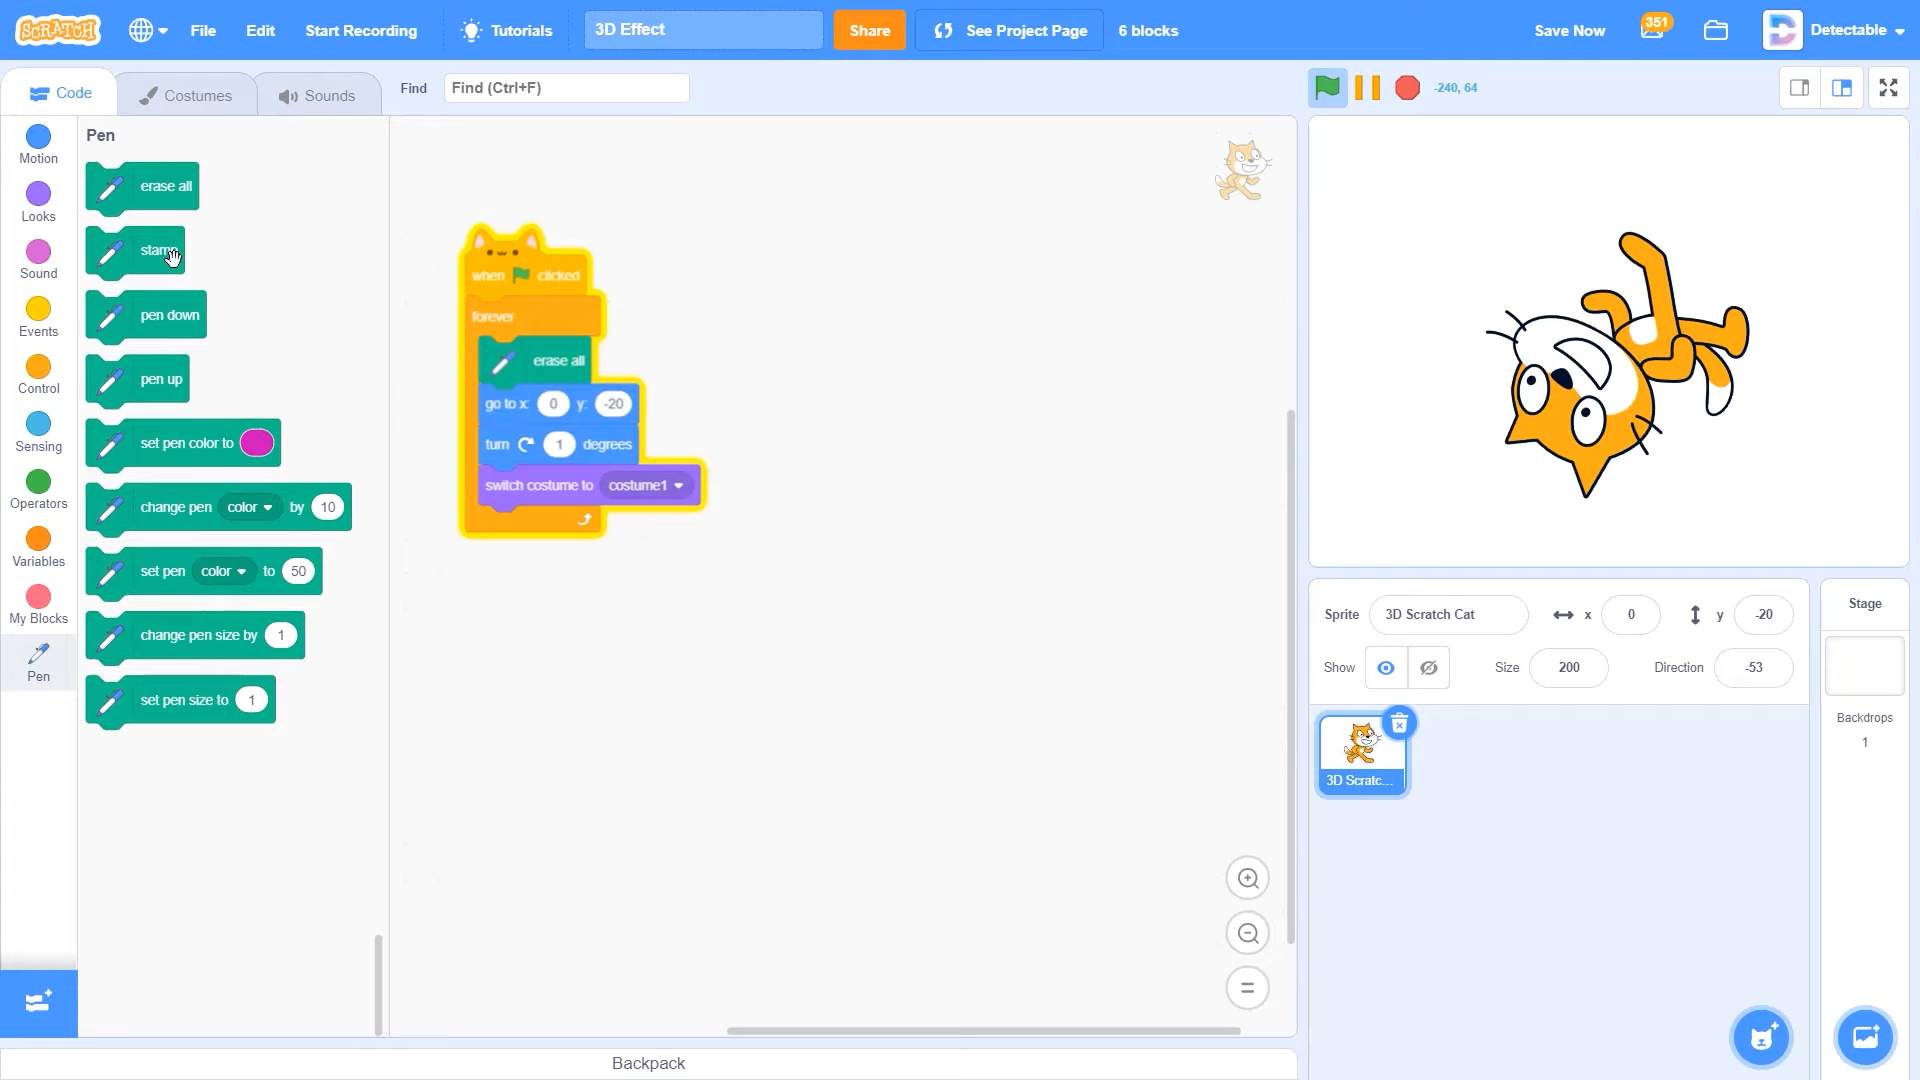 SCRATCH File Edit Start Recording Tutorials 3D Effect Share See Project Page 6 blocks Save Now 351 Detectable
Code Costumes Sounds Find Find (Ctrl+F) -240, 64
Motion
Looks
Sound
Events
Control
Sensing
Operators
Variables
My Blocks
Pen
Pen
erase all
stamp
pen down
pen up
set pen color to
change pen color by 10
set pen color to 50
change pen size by 1
set pen size to 1
when clicked
forever
erase all
go to x: 0 y: -20
turn 1 degrees
switch costume to costume1
Sprite 3D Scratch Cat x 0 y -20
Show Size 200 Direction -53
3D Scratc...
Stage
Backdrops
1
Backpack